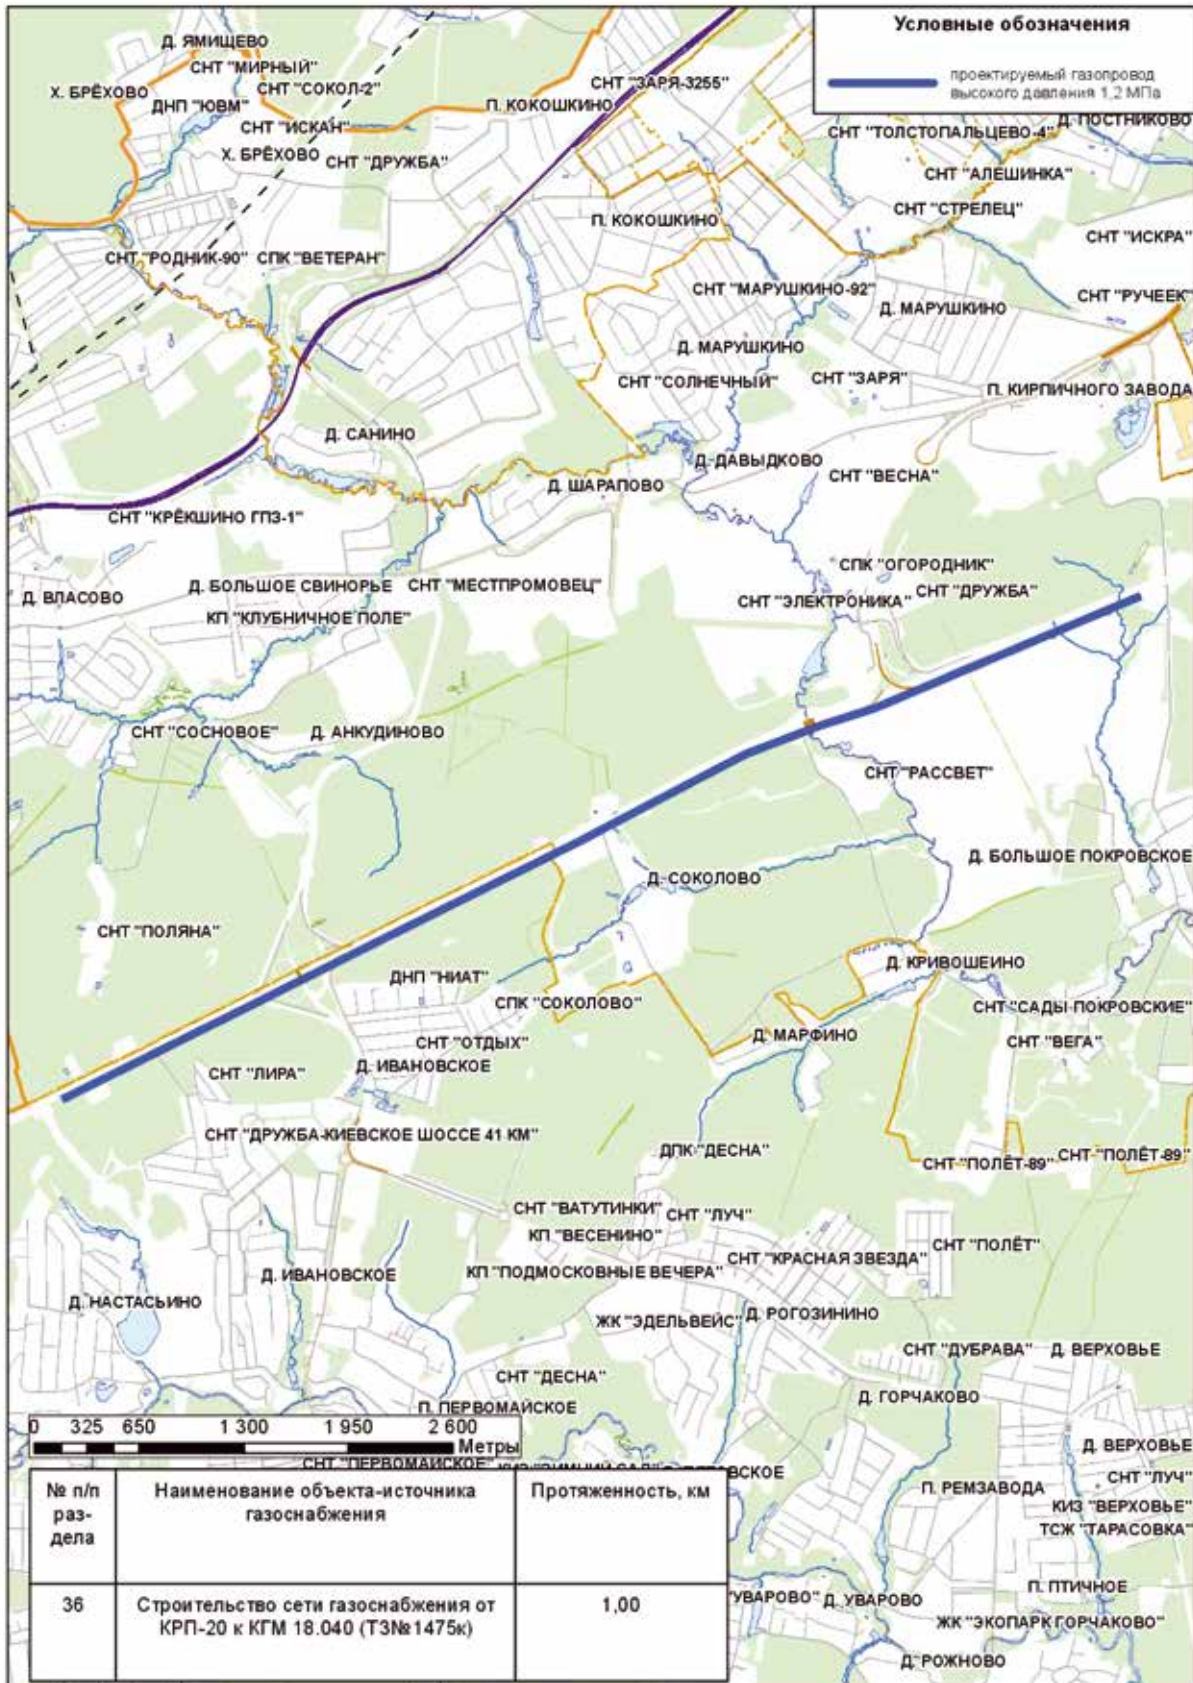 Условные обозначения
проектируемый газопровод
высокого давления 1,2 МПа
Д. ЯМИЩЕВО
СНТ "МИРНЫЙ"
Х. БРЁХОВО
СНТ "СОКОЛ-2"
ДНП "ЮВМ"
СНТ "ЗАРЯ-3255"
П. КОКОШКИНО
СНТ "ИСКАН"
Х. БРЁХОВО
СНТ "ДРУЖБА"
Д. ПОСТНИКОВО
СНТ "ТОЛСТОПАЛЬЦЕВО-4"
СНТ "АЛЕШИНКА"
СНТ "СТРЕЛЕЦ"
П. КОКОШКИНО
СНТ "ИСКРА"
СНТ "РОДНИК-90"
СПК "ВЕТЕРАН"
СНТ "МАРУШКИНО-92"
СНТ "РУЧЕЕК"
Д. МАРУШКИНО
Д. МАРУШКИНО
СНТ "СОЛНЕЧНЫЙ"
СНТ "ЗАРЯ"
П. КИРПИЧНОГО ЗАВОДА
Д. САНИНО
Д. ДАВЫДКОВО
СНТ "ВЕСНА"
Д. ШАРАПОВО
СНТ "КРЁКШИНО ГПЗ-1"
СПК "ОГОРОДНИК"
Д. ВЛАСОВО
Д. БОЛЬШОЕ СВИНОРЬЕ
СНТ "МЕСТПРОМОВЕЦ"
СНТ "ДРУЖБА"
СНТ "ЭЛЕКТРОНИКА"
КП "КЛУБНИЧНОЕ ПОЛЕ"
СНТ "СОСНОВОЕ"
Д. АНКУДИНОВО
СНТ "РАССВЕТ"
Д. БОЛЬШОЕ ПОКРОВСКОЕ
Д. СОКОЛОВО
СНТ "ПОЛЯНА"
Д. КРИВОШЕИНО
ДНП "НИАТ"
СПК "СОКОЛОВО"
СНТ "САДЫ ПОКРОВСКИЕ"
Д. МАРФИНО
СНТ "ВЕГА"
СНТ "ОТДЫХ"
Д. ИВАНОВСКОЕ
СНТ "ЛИРА"
СНТ "ДРУЖБА-КИЕВСКОЕ ШОССЕ 41 КМ"
ДПК "ДЕСНА"
СНТ "ПОЛЁТ-89"
СНТ "ПОЛЁТ-89"
СНТ "ВАТУТИНКИ"
СНТ "ЛУЧ"
КП "ВЕСЕНИНО"
СНТ "ПОЛЁТ"
СНТ "КРАСНАЯ ЗВЕЗДА"
КП "ПОДМОСКОВНЫЕ ВЕЧЕРА"
Д. ИВАНОВСКОЕ
Д. НАСТАСЬИНО
ЖК "ЭДЕЛЬВЕЙС"
Д. РОГОЗИНИНО
СНТ "ДУБРАВА"
Д. ВЕРХОВЬЕ
СНТ "ДЕСНА"
Д. ГОРЧАКОВО
П. ПЕРВОМАЙСКОЕ
0 325 650 1 300 1 950 2 600
Метры
Д. ВЕРХОВЬЕ
СНТ "ПЕРВОМАЙСКОЕ"
СНТ "ЛУЧ"
П. РЕМЗАВОДА
КИЗ "ВЕРХОВЬЕ"
ТСЖ "ТАРАСОВКА"
П. ПТИЧНОЕ
УВАРОВО"
Д. УВАРОВО
ЖК "ЭКОПАРК ГОРЧАКОВО"
Д. РОЖНОВО
№ п/п
раз-
дела
Наименование объекта-источника
газоснабжения
Протяженность, км
36
Строительство сети газоснабжения от
КРП-20 к КГМ 18.040 (ТЗ№1475к)
1,00